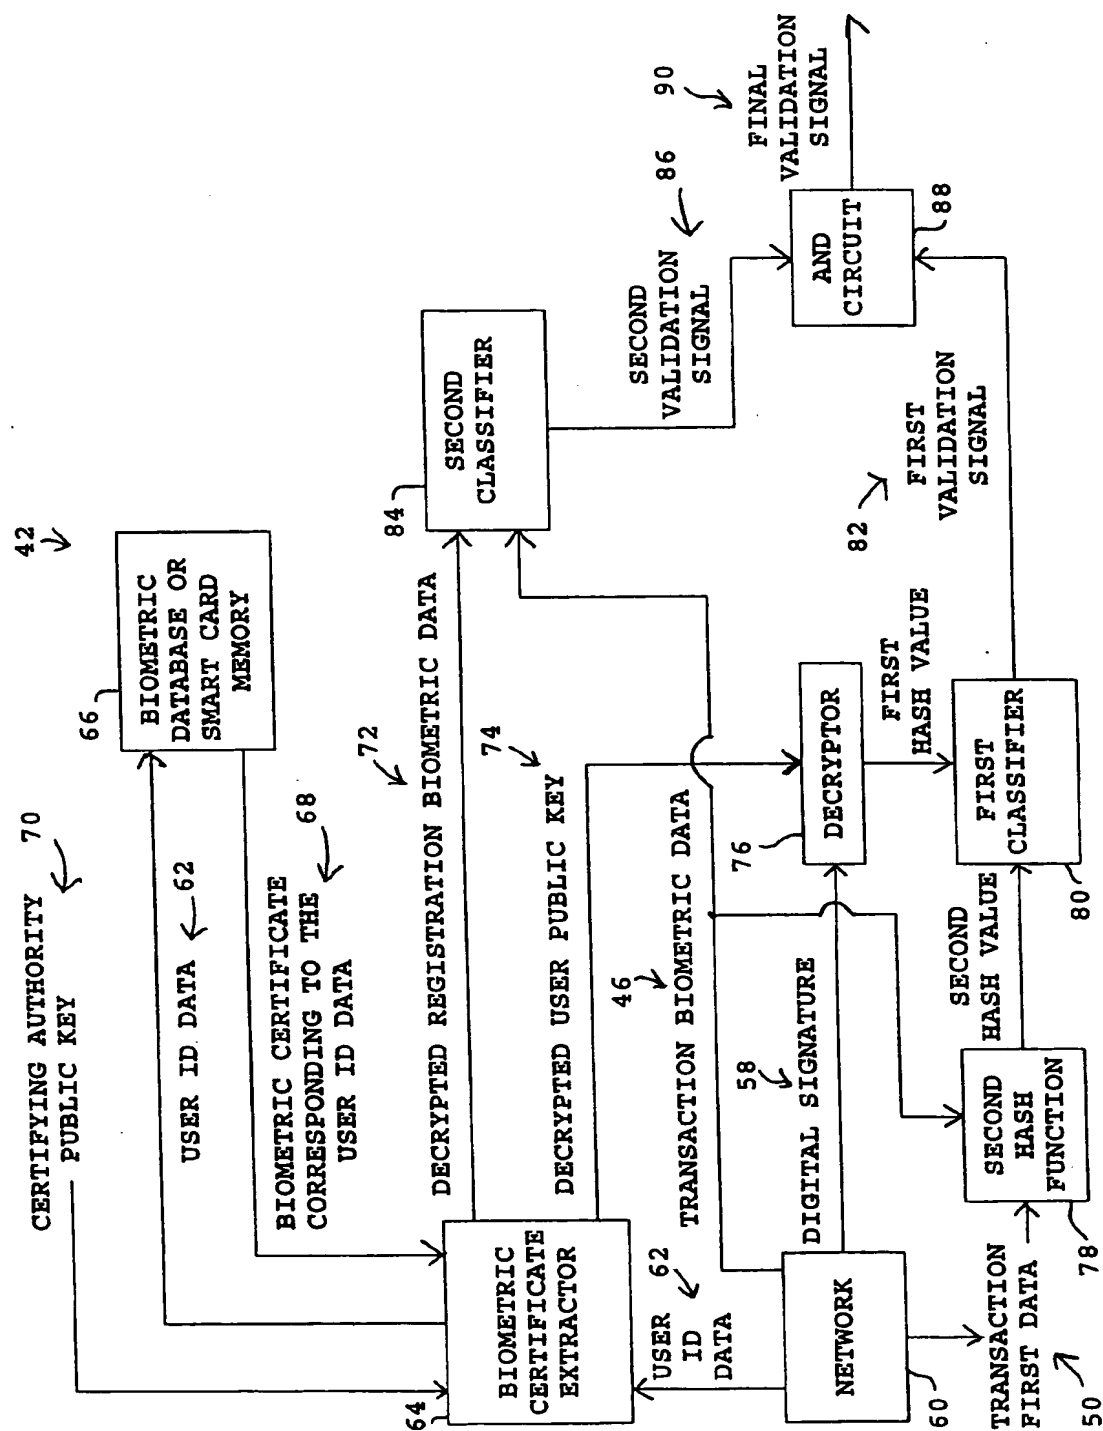 42
CERTIFYING AUTHORITY
PUBLIC KEY
70
66
BIOMETRIC
DATABASE OR
SMART CARD
MEMORY
USER ID DATA
62
BIOMETRIC CERTIFICATE
CORRESPONDING TO THE
USER ID DATA
68
64
BIOMETRIC
CERTIFICATE
EXTRACTOR
DECRYPTED REGISTRATION BIOMETRIC DATA
72
DECRYPTED USER PUBLIC KEY
74
84
SECOND
CLASSIFIER
SECOND
VALIDATION
SIGNAL
86
USER
ID
DATA
62
TRANSACTION BIOMETRIC DATA
46
60
NETWORK
DIGITAL SIGNATURE
58
76
DECRYPTOR
FIRST
HASH VALUE
AND
CIRCUIT
88
FINAL
VALIDATION
SIGNAL
90
TRANSACTION
FIRST DATA
50
SECOND
HASH
FUNCTION
78
SECOND
HASH VALUE
FIRST
CLASSIFIER
80
FIRST
VALIDATION
SIGNAL
82